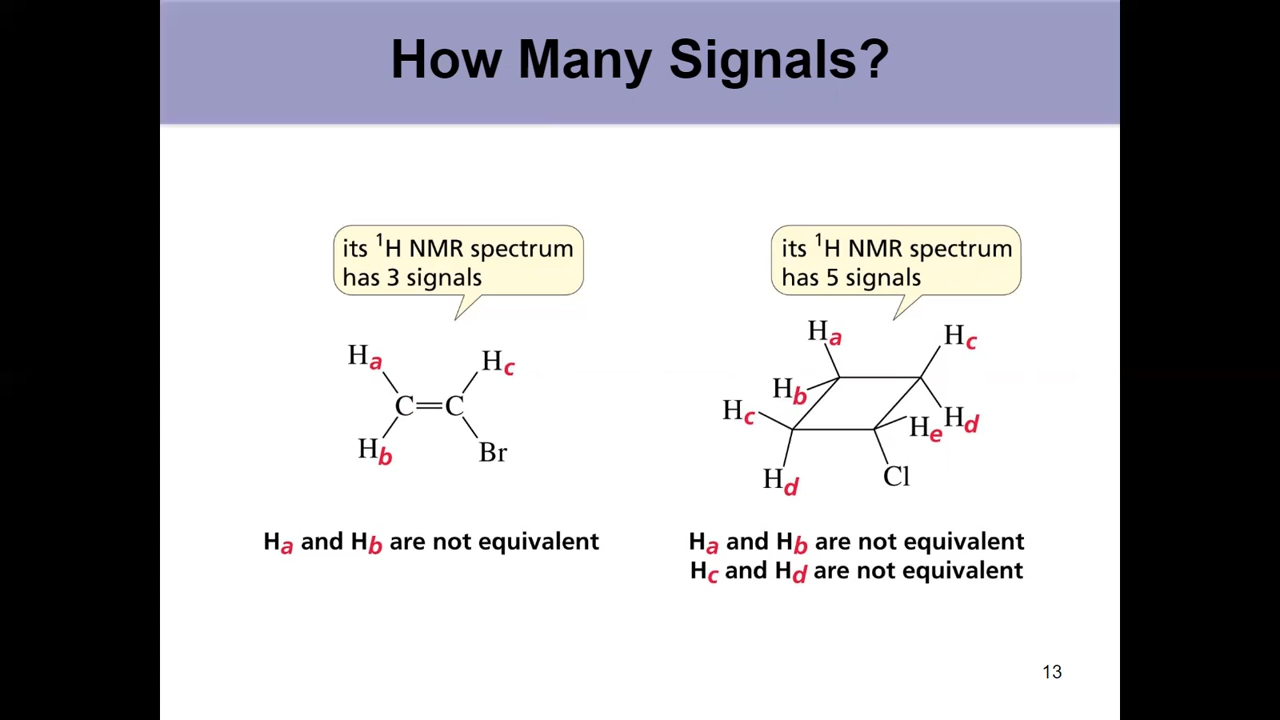 How Many Signals?
its ¹H NMR spectrum
has 3 signals
its ¹H NMR spectrum
has 5 signals
Ha
Hc
C=C
Hb
Br
Ha
Hc
Hb
Hc
Hd
He
Hd
Cl
Ha and Hb are not equivalent
Ha and Hb are not equivalent
Hc and Hd are not equivalent
13